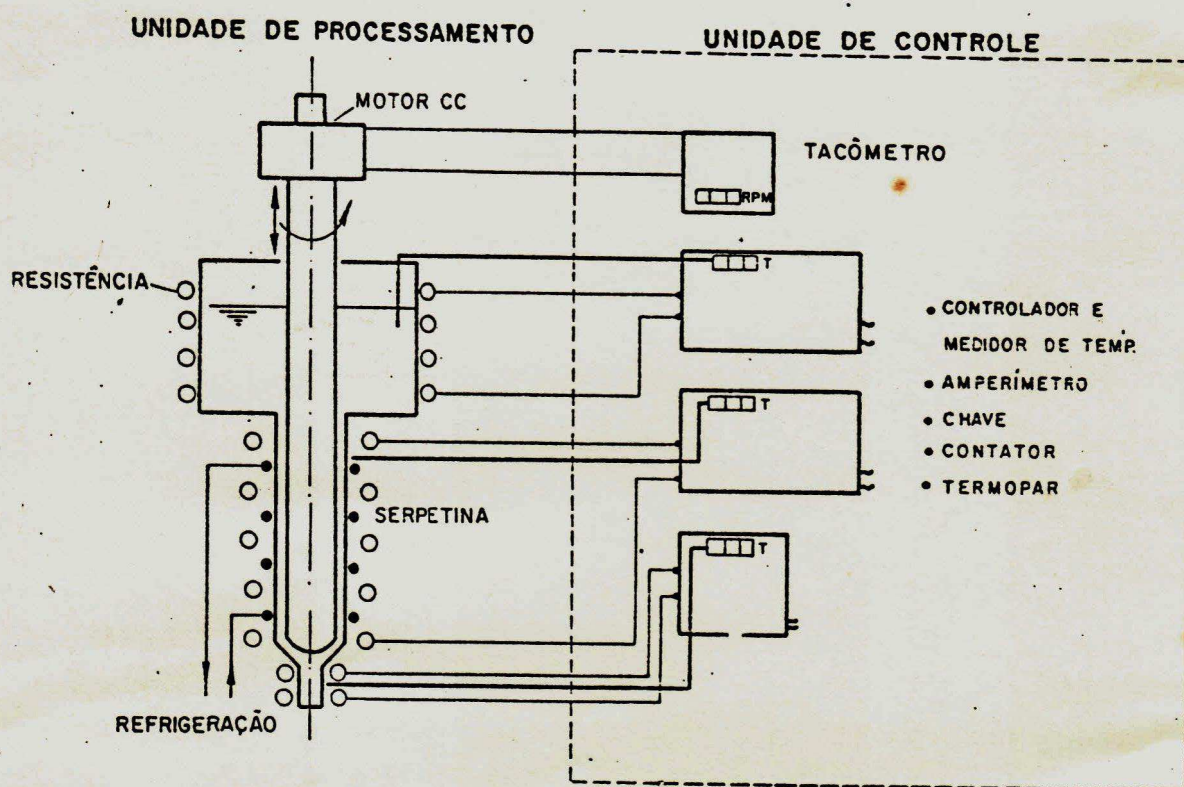 UNIDADE DE PROCESSAMENTO
UNIDADE DE CONTROLE
MOTOR CC
TACÔMETRO
RPM
RESISTÊNCIA
T
• CONTROLADOR E
MEDIDOR DE TEMP.
• AMPERÍMETRO
T
• CHAVE
• CONTATOR
• TERMOPAR
SERPETINA
T
REFRIGERAÇÃO